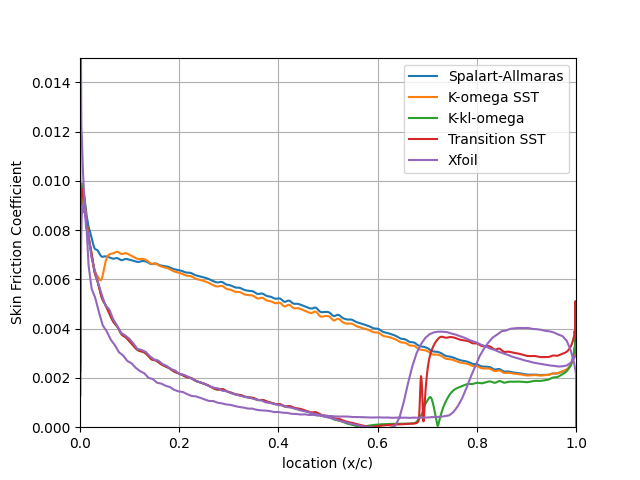 0.014
0.012
0.010
0.008
0.006
0.004
0.002
0.000
Skin Friction Coefficient
Spalart-Allmaras
K-omega SST
K-kl-omega
Transition SST
Xfoil
0.0 0.2 0.4 0.6 0.8 1.0
location (x/c)